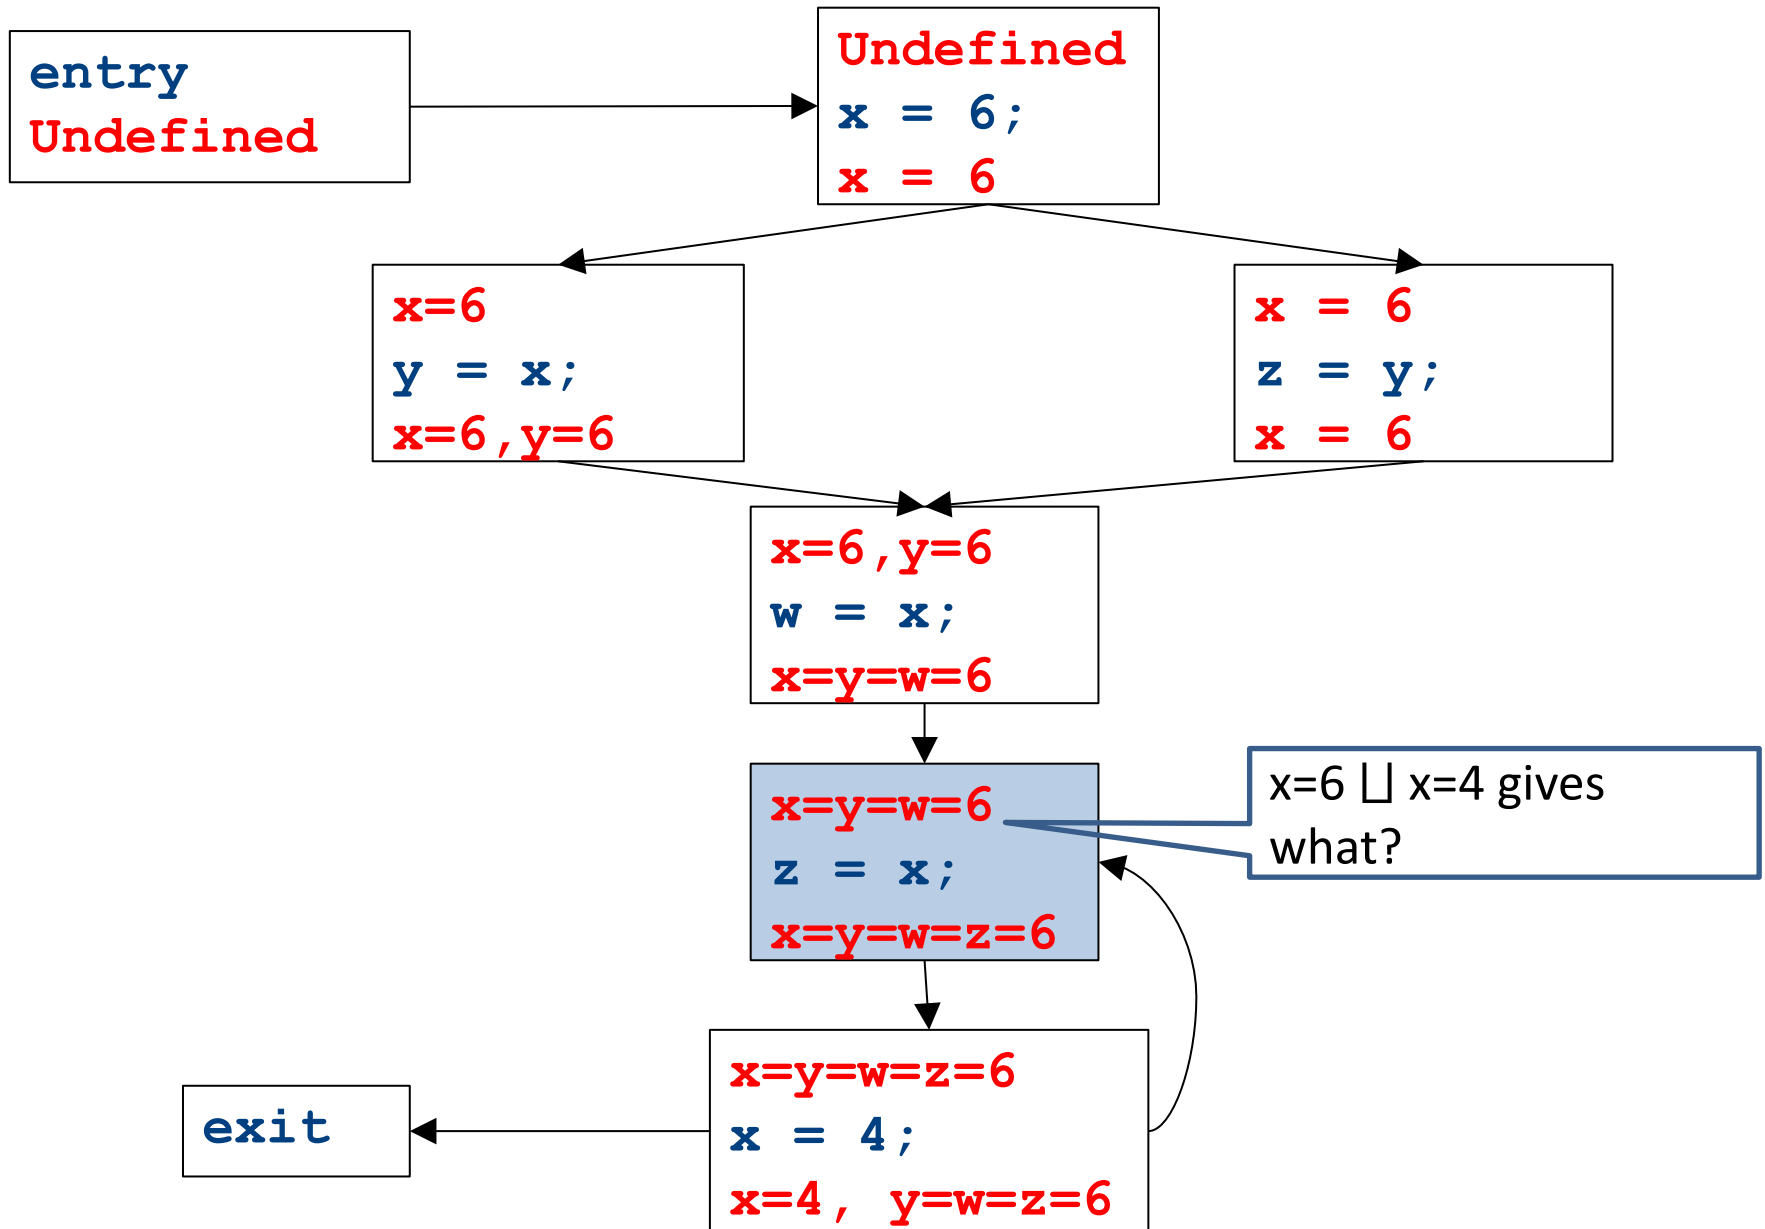 entry
Undefined
Undefined
x = 6;
x = 6
x=6
y = x;
x=6,y=6
x = 6
z = y;
x = 6
x=6,y=6
w = x;
x=y=w=6
x=y=w=6
z = x;
x=y=w=z=6
x=6 ⨆ x=4 gives
what?
x=y=w=z=6
x = 4;
x=4, y=w=z=6
exit